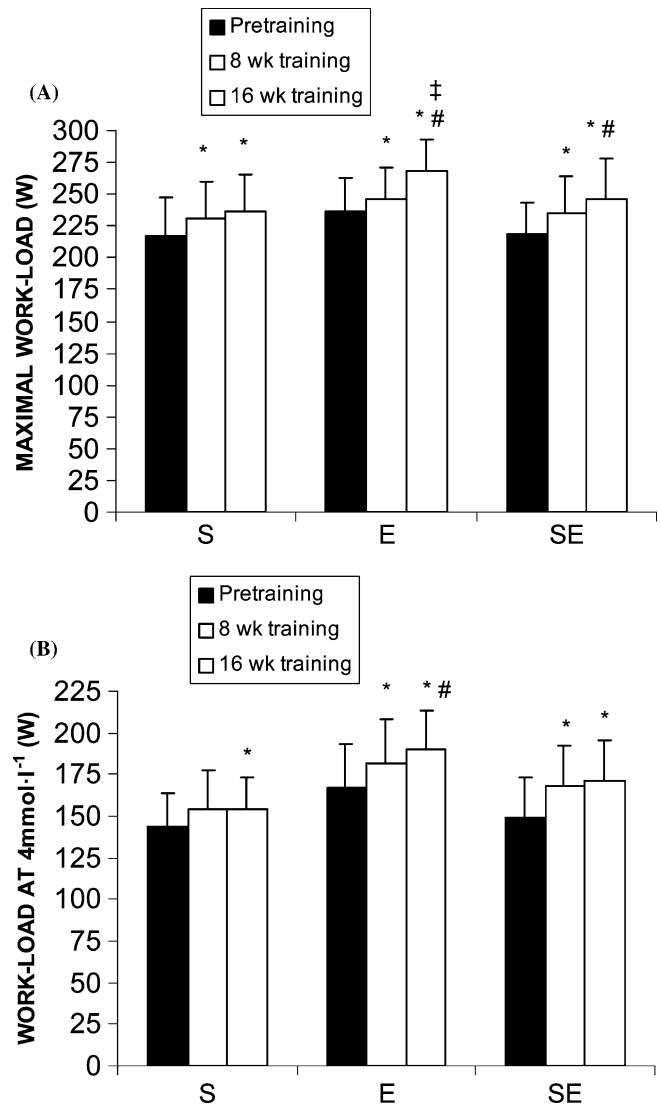 Pretraining
8 wk training
16 wk training
(A)
‡
* * * * # * * #
MAXIMAL WORK-LOAD (W)
300
275
250
225
200
175
150
125
100
75
50
25
0
S E SE
Pretraining
8 wk training
16 wk training
(B)
* * * # * *
WORK-LOAD AT 4mmol·l⁻¹ (W)
225
200
175
150
125
100
75
50
25
0
S E SE